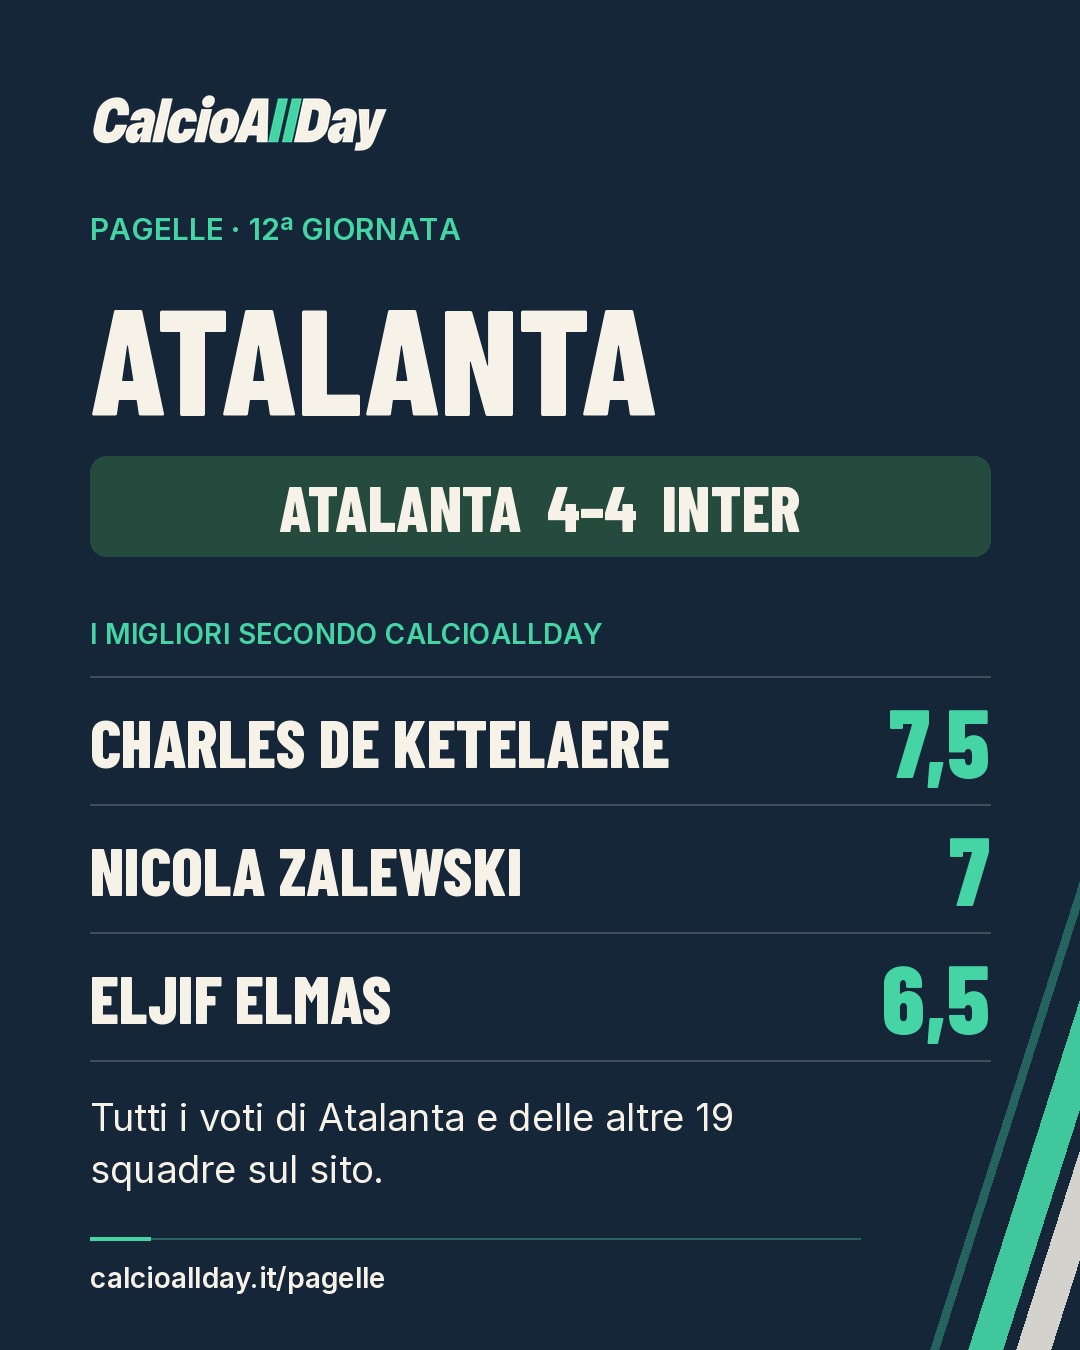 CalcioAllDay
PAGELLE · 12ª GIORNATA
ATALANTA
ATALANTA 4–4 INTER
I MIGLIORI SECONDO CALCIOALLDAY
CHARLES DE KETELAERE 7,5
NICOLA ZALEWSKI 7
ELJIF ELMAS 6,5
Tutti i voti di Atalanta e delle altre 19
squadre sul sito.
calcioallday.it/pagelle